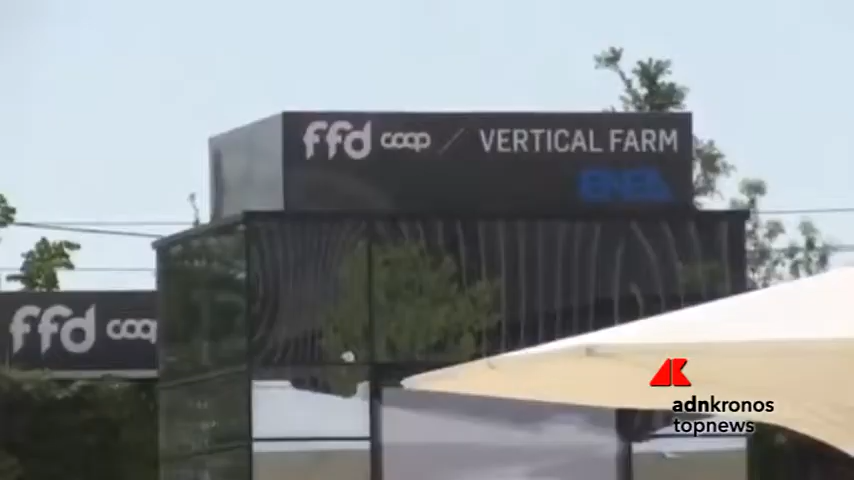 ffd coop / VERTICAL FARM
ENEA
ffd coop
adnkronos
topnews